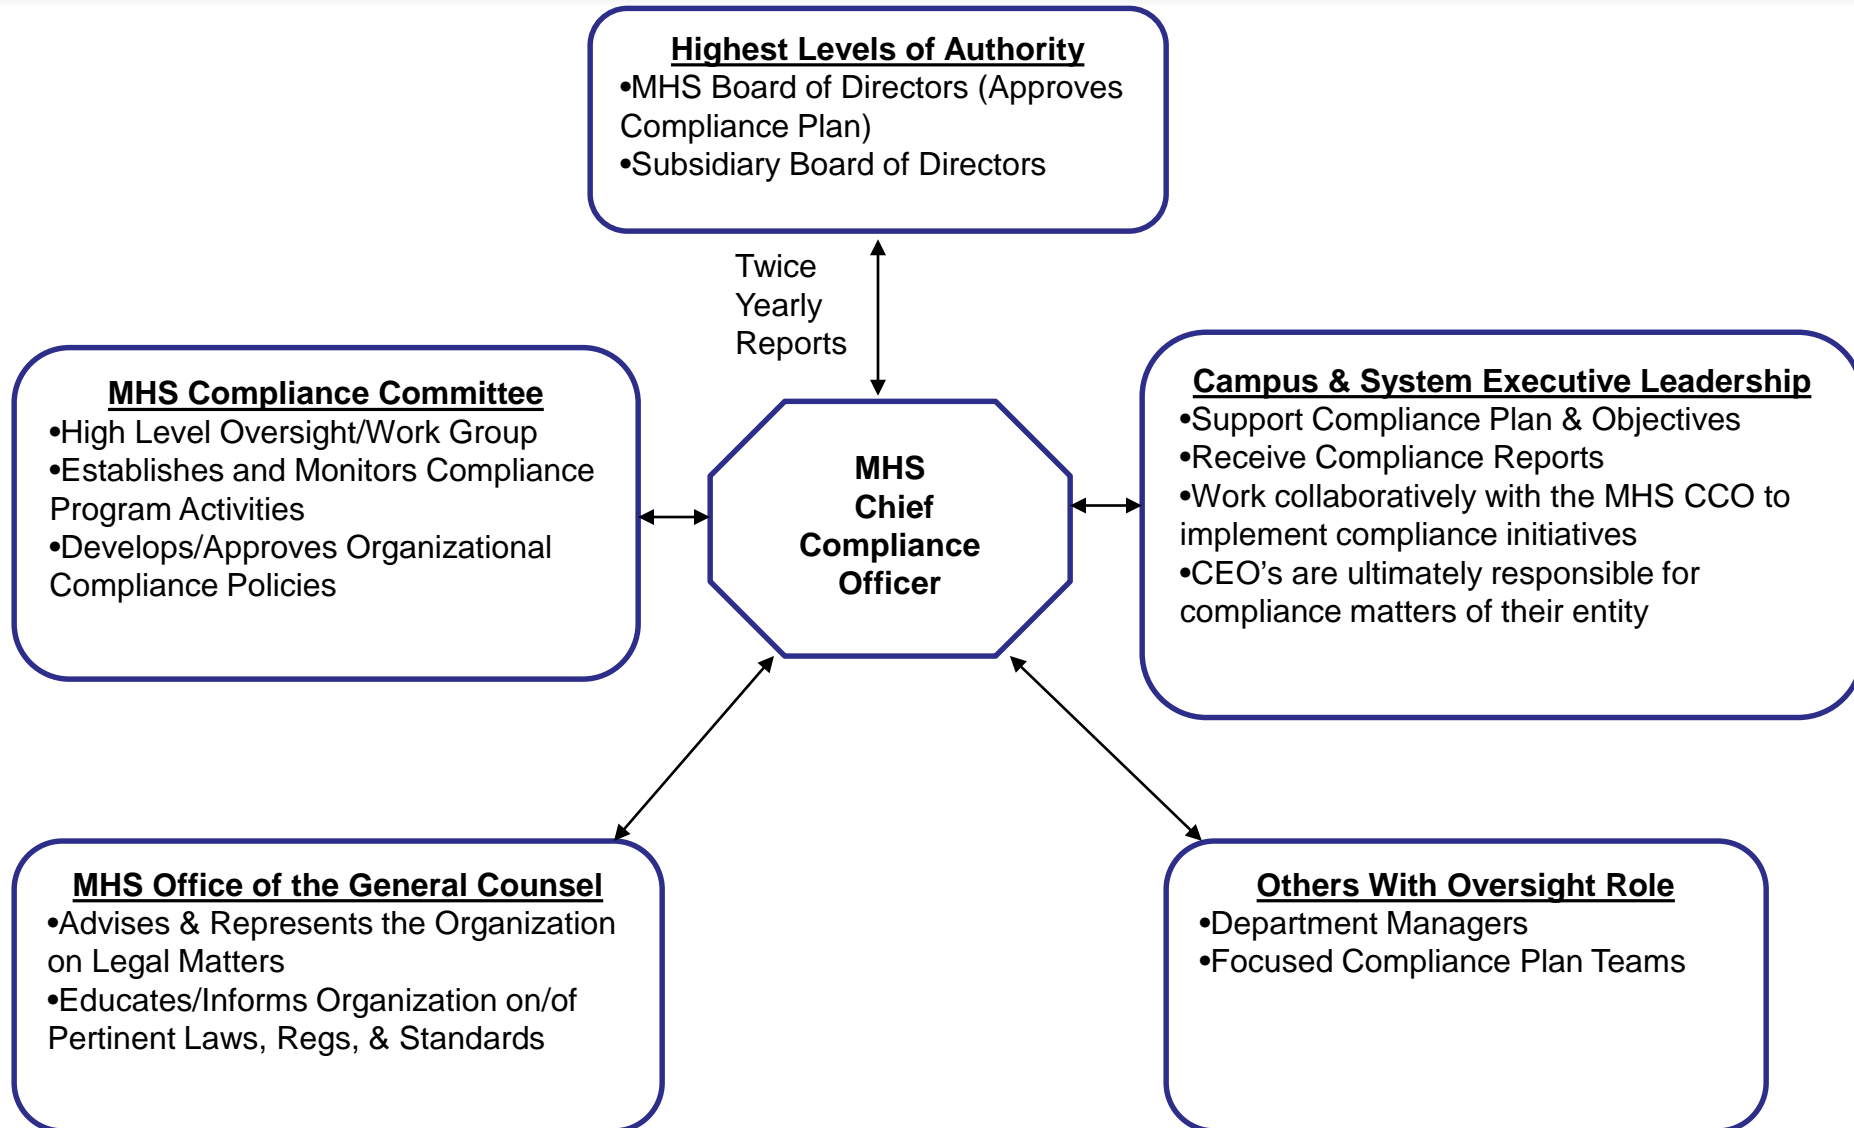 Highest Levels of Authority
•MHS Board of Directors (Approves
Compliance Plan)
•Subsidiary Board of Directors
Twice
Yearly
Reports
MHS Compliance Committee
•High Level Oversight/Work Group
•Establishes and Monitors Compliance
Program Activities
•Develops/Approves Organizational
Compliance Policies
MHS
Chief
Compliance
Officer
Campus & System Executive Leadership
•Support Compliance Plan & Objectives
•Receive Compliance Reports
•Work collaboratively with the MHS CCO to
implement compliance initiatives
•CEO’s are ultimately responsible for
compliance matters of their entity
MHS Office of the General Counsel
•Advises & Represents the Organization
on Legal Matters
•Educates/Informs Organization on/of
Pertinent Laws, Regs, & Standards
Others With Oversight Role
•Department Managers
•Focused Compliance Plan Teams